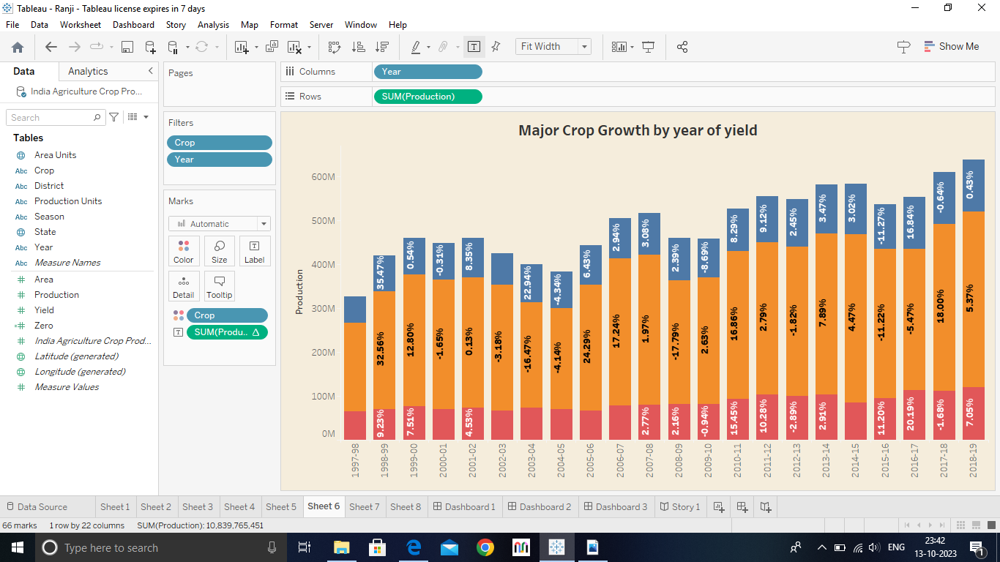 Tableau - Ranji - Tableau license expires in 7 days
File Data Worksheet Dashboard Story Analysis Map Format Server Window Help
Fit Width
Show Me
Data Analytics
India Agriculture Crop Pro...
Search
Tables
Area Units
Abc Crop
Abc District
Abc Production Units
Abc Season
State
Abc Year
Abc Measure Names
# Area
# Production
# Yield
=# Zero
# India Agriculture Crop Prod...
Latitude (generated)
Longitude (generated)
# Measure Values
Pages
Filters
Crop
Year
Marks
Automatic
Color Size Label
Detail Tooltip
Crop
SUM(Produ.. Δ
Columns Year
Rows SUM(Production)
Major Crop Growth by year of yield
Production
600M
500M
400M
300M
200M
100M
0M
35.47% 0.54% -0.31% 8.35% 22.94% -4.34% 6.43% 2.94% 3.08% 2.39% -8.69% 8.29% 9.12% 2.45% 3.47% 3.02% -11.27% 16.84% -0.64% 0.43%
32.56% 12.80% -1.65% 0.13% -3.18% -16.47% -4.14% 24.29% 17.24% 1.97% -17.79% 2.63% 16.86% 2.79% -1.82% 7.89% 4.47% -11.22% -5.47% 18.00% 5.37%
9.23% 7.51% 4.53% 2.77% 2.16% -0.94% 15.45% 10.28% -2.89% 2.91% 11.20% 20.19% -1.68% 7.05%
1997-98 1998-99 1999-00 2000-01 2001-02 2002-03 2003-04 2004-05 2005-06 2006-07 2007-08 2008-09 2009-10 2010-11 2011-12 2012-13 2013-14 2014-15 2015-16 2016-17 2017-18 2018-19
Data Source Sheet 1 Sheet 2 Sheet 3 Sheet 4 Sheet 5 Sheet 6 Sheet 7 Sheet 8 Dashboard 1 Dashboard 2 Dashboard 3 Story 1
66 marks 1 row by 22 columns SUM(Production): 10,839,765,451
Type here to search
ENG
23:42
13-10-2023
1